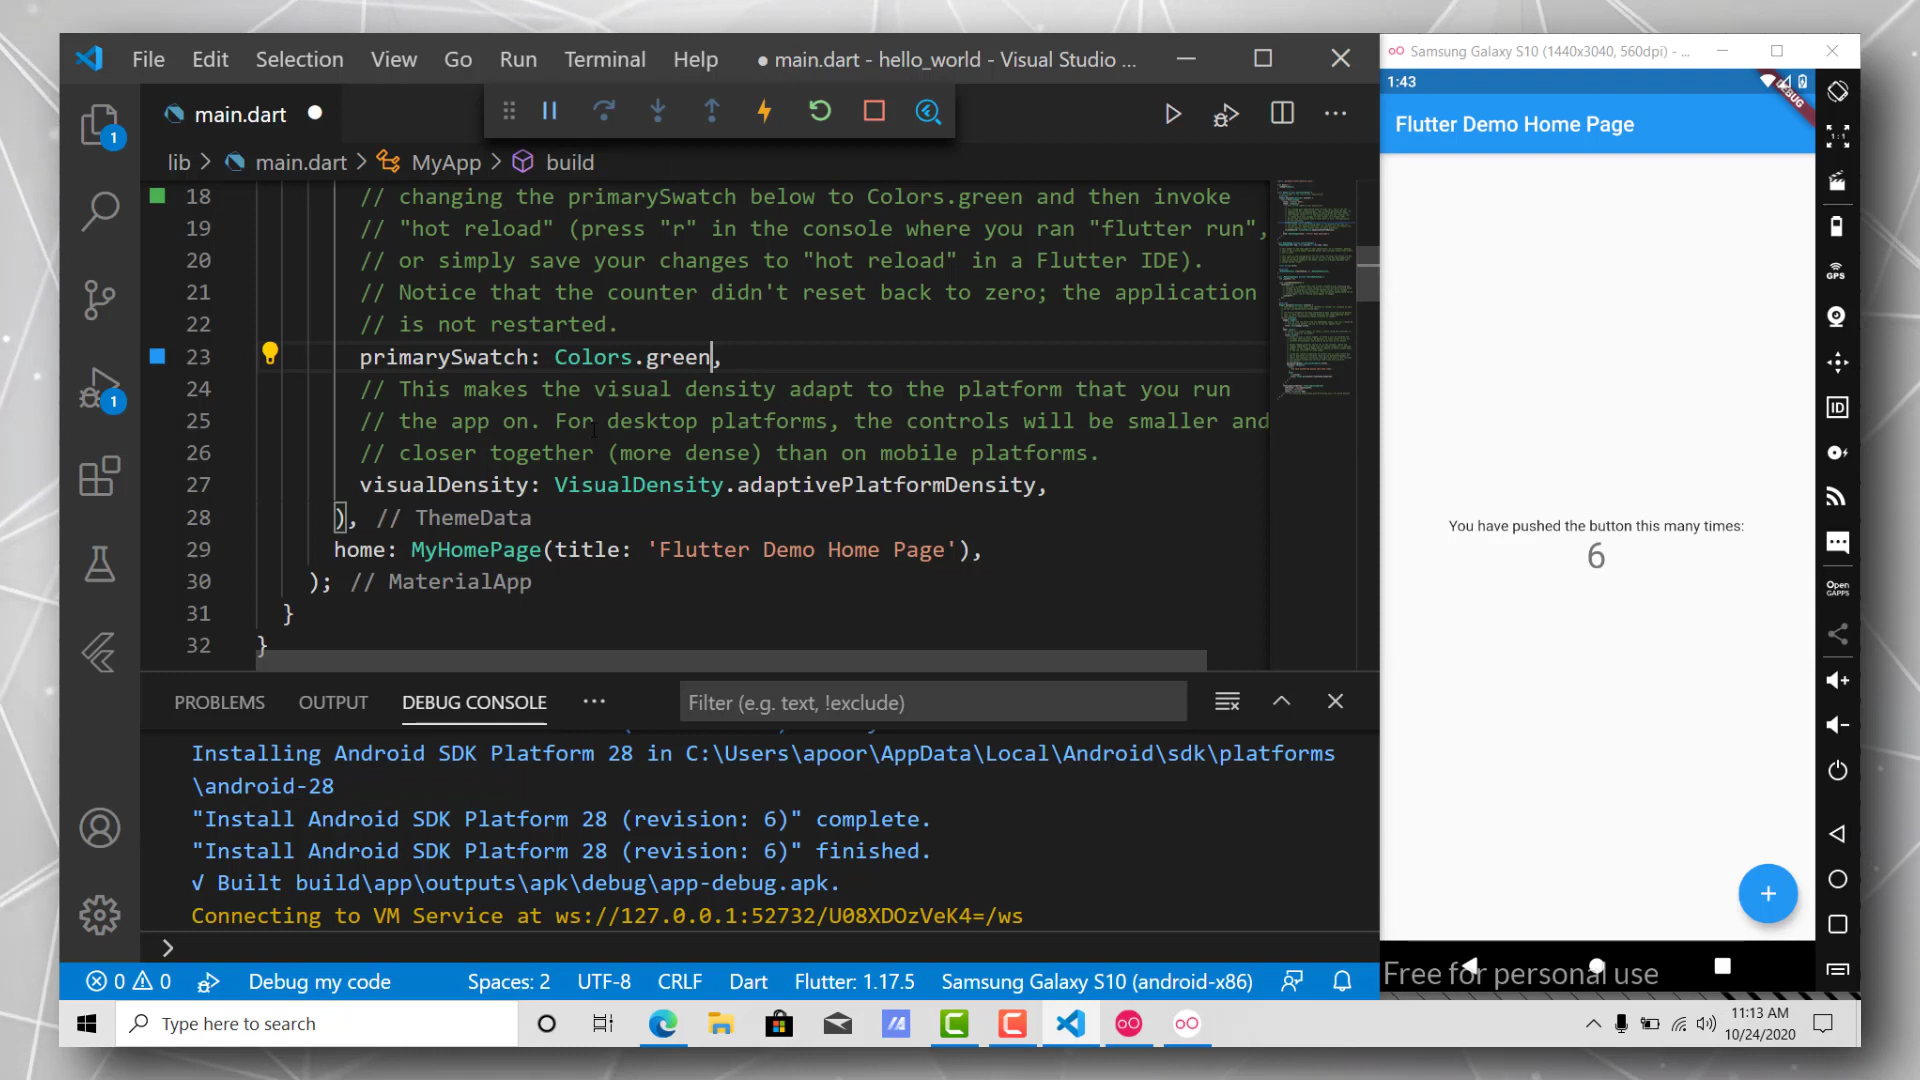 File Edit Selection View Go Run Terminal Help ● main.dart - hello_world - Visual Studio ...
main.dart
lib > main.dart > MyApp > build
18 // changing the primarySwatch below to Colors.green and then invoke
19 // "hot reload" (press "r" in the console where you ran "flutter run",
20 // or simply save your changes to "hot reload" in a Flutter IDE).
21 // Notice that the counter didn't reset back to zero; the application
22 // is not restarted.
23 primarySwatch: Colors.green,
24 // This makes the visual density adapt to the platform that you run
25 // the app on. For desktop platforms, the controls will be smaller and
26 // closer together (more dense) than on mobile platforms.
27 visualDensity: VisualDensity.adaptivePlatformDensity,
28 ), // ThemeData
29 home: MyHomePage(title: 'Flutter Demo Home Page'),
30 ); // MaterialApp
31 }
32 }
1
1
PROBLEMS OUTPUT DEBUG CONSOLE ... Filter (e.g. text, !exclude)
Installing Android SDK Platform 28 in C:\Users\apoor\AppData\Local\Android\sdk\platforms
\android-28
"Install Android SDK Platform 28 (revision: 6)" complete.
"Install Android SDK Platform 28 (revision: 6)" finished.
√ Built build\app\outputs\apk\debug\app-debug.apk.
Connecting to VM Service at ws://127.0.0.1:52732/U08XDOzVeK4=/ws
>
0 0 Debug my code Spaces: 2 UTF-8 CRLF Dart Flutter: 1.17.5 Samsung Galaxy S10 (android-x86)
Samsung Galaxy S10 (1440x3040, 560dpi) - ...
1:43
DEBUG
Flutter Demo Home Page
You have pushed the button this many times:
6
+
Free for personal use
1:1
GPS
ID
Open
GAPPS
Type here to search
11:13 AM
10/24/2020